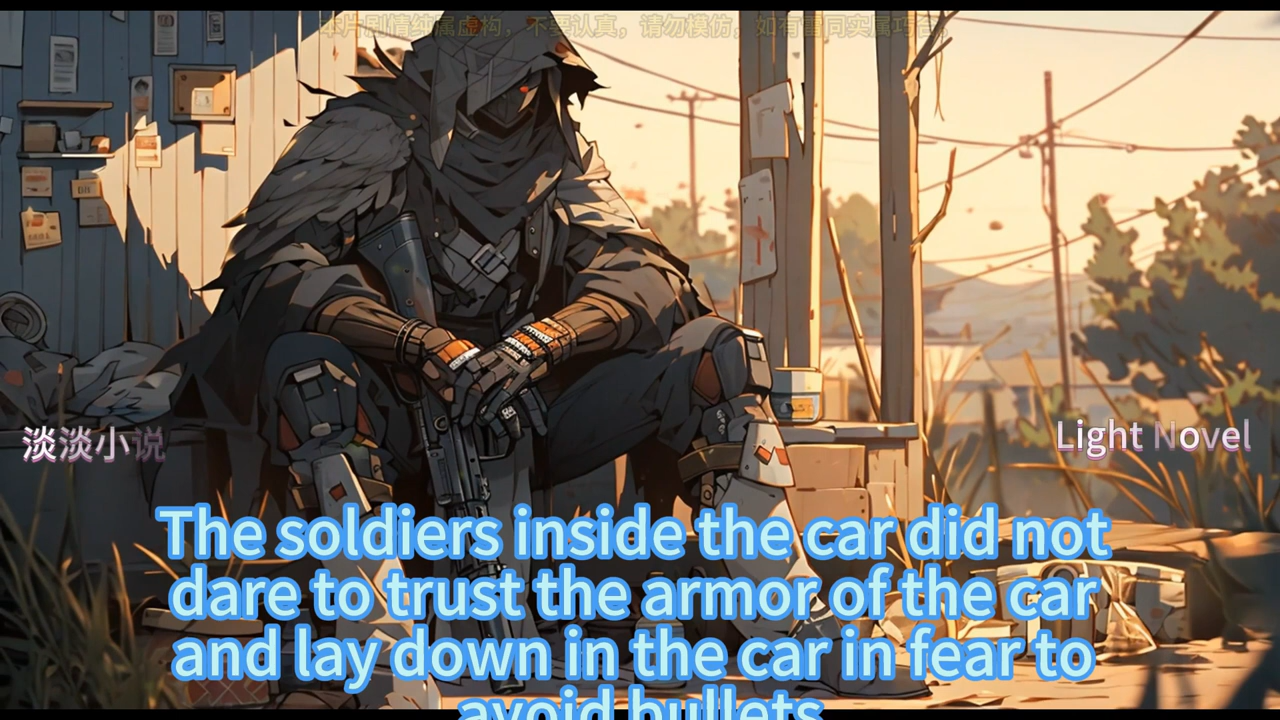 本片剧情纯属虚构，不要认真，请勿模仿，如有雷同实属巧合，
淡淡小说
Light Novel
The soldiers inside the car did not
dare to trust the armor of the car
and lay down in the car in fear to
avoid bullets